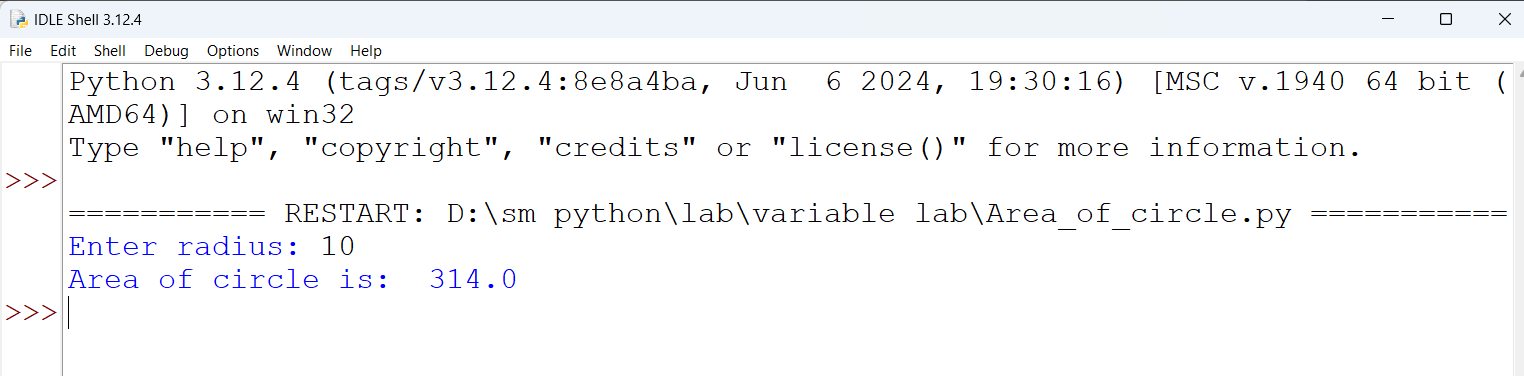 IDLE Shell 3.12.4
File Edit Shell Debug Options Window Help
Python 3.12.4 (tags/v3.12.4:8e8a4ba, Jun  6 2024, 19:30:16) [MSC v.1940 64 bit (
AMD64)] on win32
Type "help", "copyright", "credits" or "license()" for more information.
>>>
=========== RESTART: D:\sm python\lab\variable lab\Area_of_circle.py ===========
Enter radius: 10
Area of circle is:  314.0
>>>